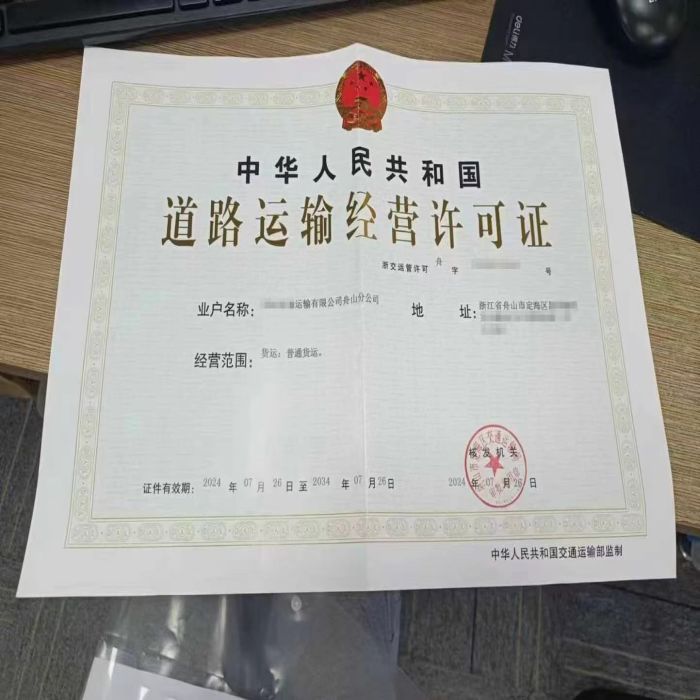 deli 得力
中华人民共和国
道路运输经营许可证
浙交运管许可 舟 字 号
业户名称: 运输有限公司舟山分公司
地 址: 浙江省舟山市定海区
经营范围: 货运:普通货运。
核发机关
证件有效期: 2024 年 07 月 26 日至 2034 年 07 月 26 日
2024 年 07 月 26 日
中华人民共和国交通运输部监制